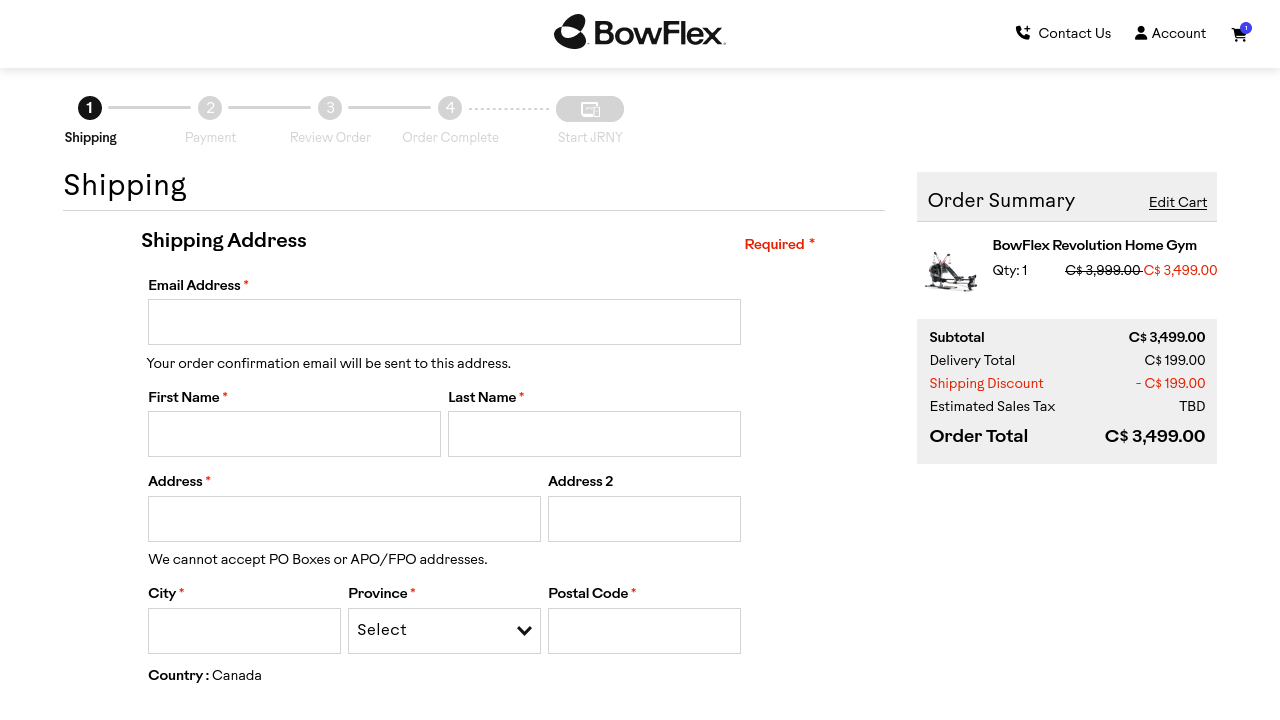 BowFlex
Contact Us
Account
1
1
2
3
4
Shipping
Payment
Review Order
Order Complete
Start JRNY
Shipping
Shipping Address
Required *
Email Address *
Your order confirmation email will be sent to this address.
First Name *
Last Name *
Address *
Address 2
We cannot accept PO Boxes or APO/FPO addresses.
City *
Province *
Postal Code *
Select
Country : Canada
Order Summary
Edit Cart
BowFlex Revolution Home Gym
Qty: 1
C$ 3,999.00 C$ 3,499.00
Subtotal C$ 3,499.00
Delivery Total C$ 199.00
Shipping Discount - C$ 199.00
Estimated Sales Tax TBD
Order Total C$ 3,499.00